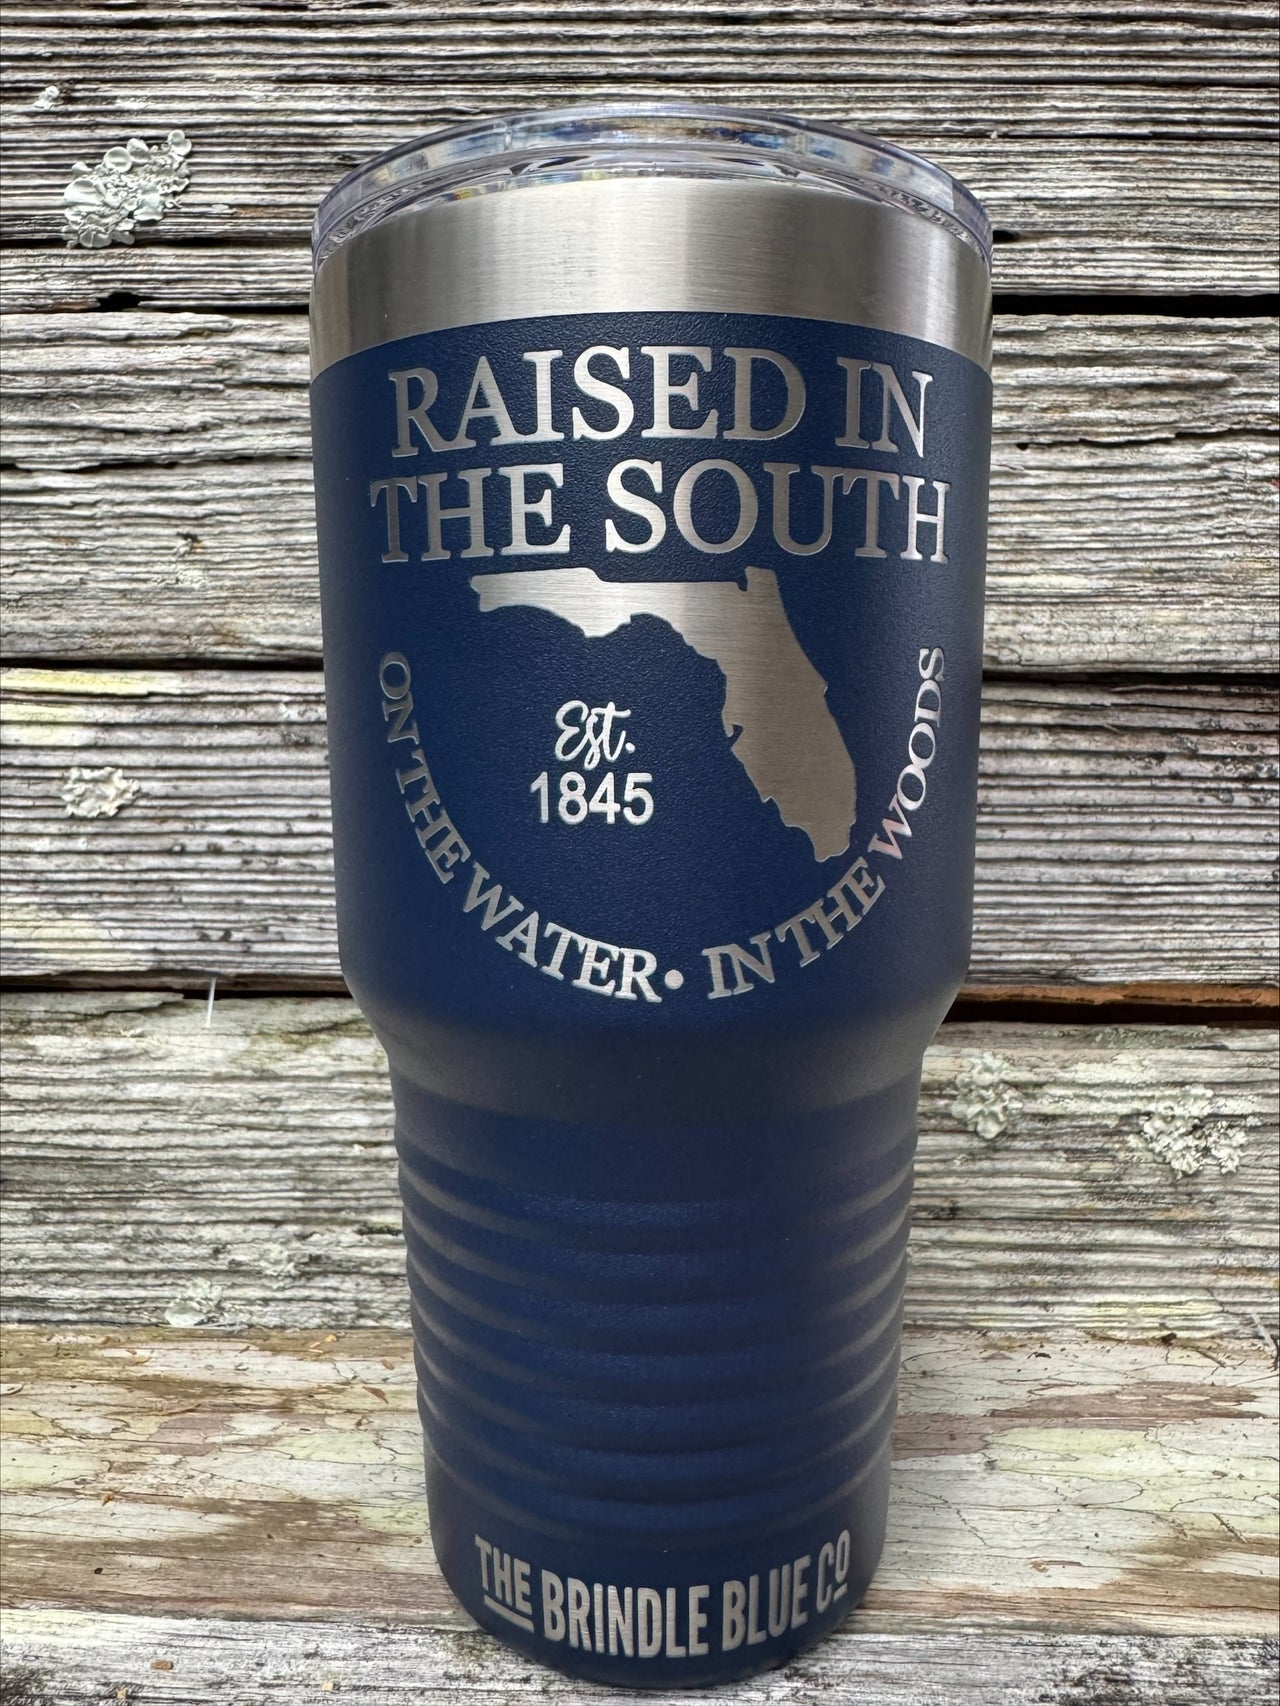 RAISED IN
THE SOUTH
Est.
1845
ON THE WATER • IN THE WOODS
THE BRINDLE BLUE CO